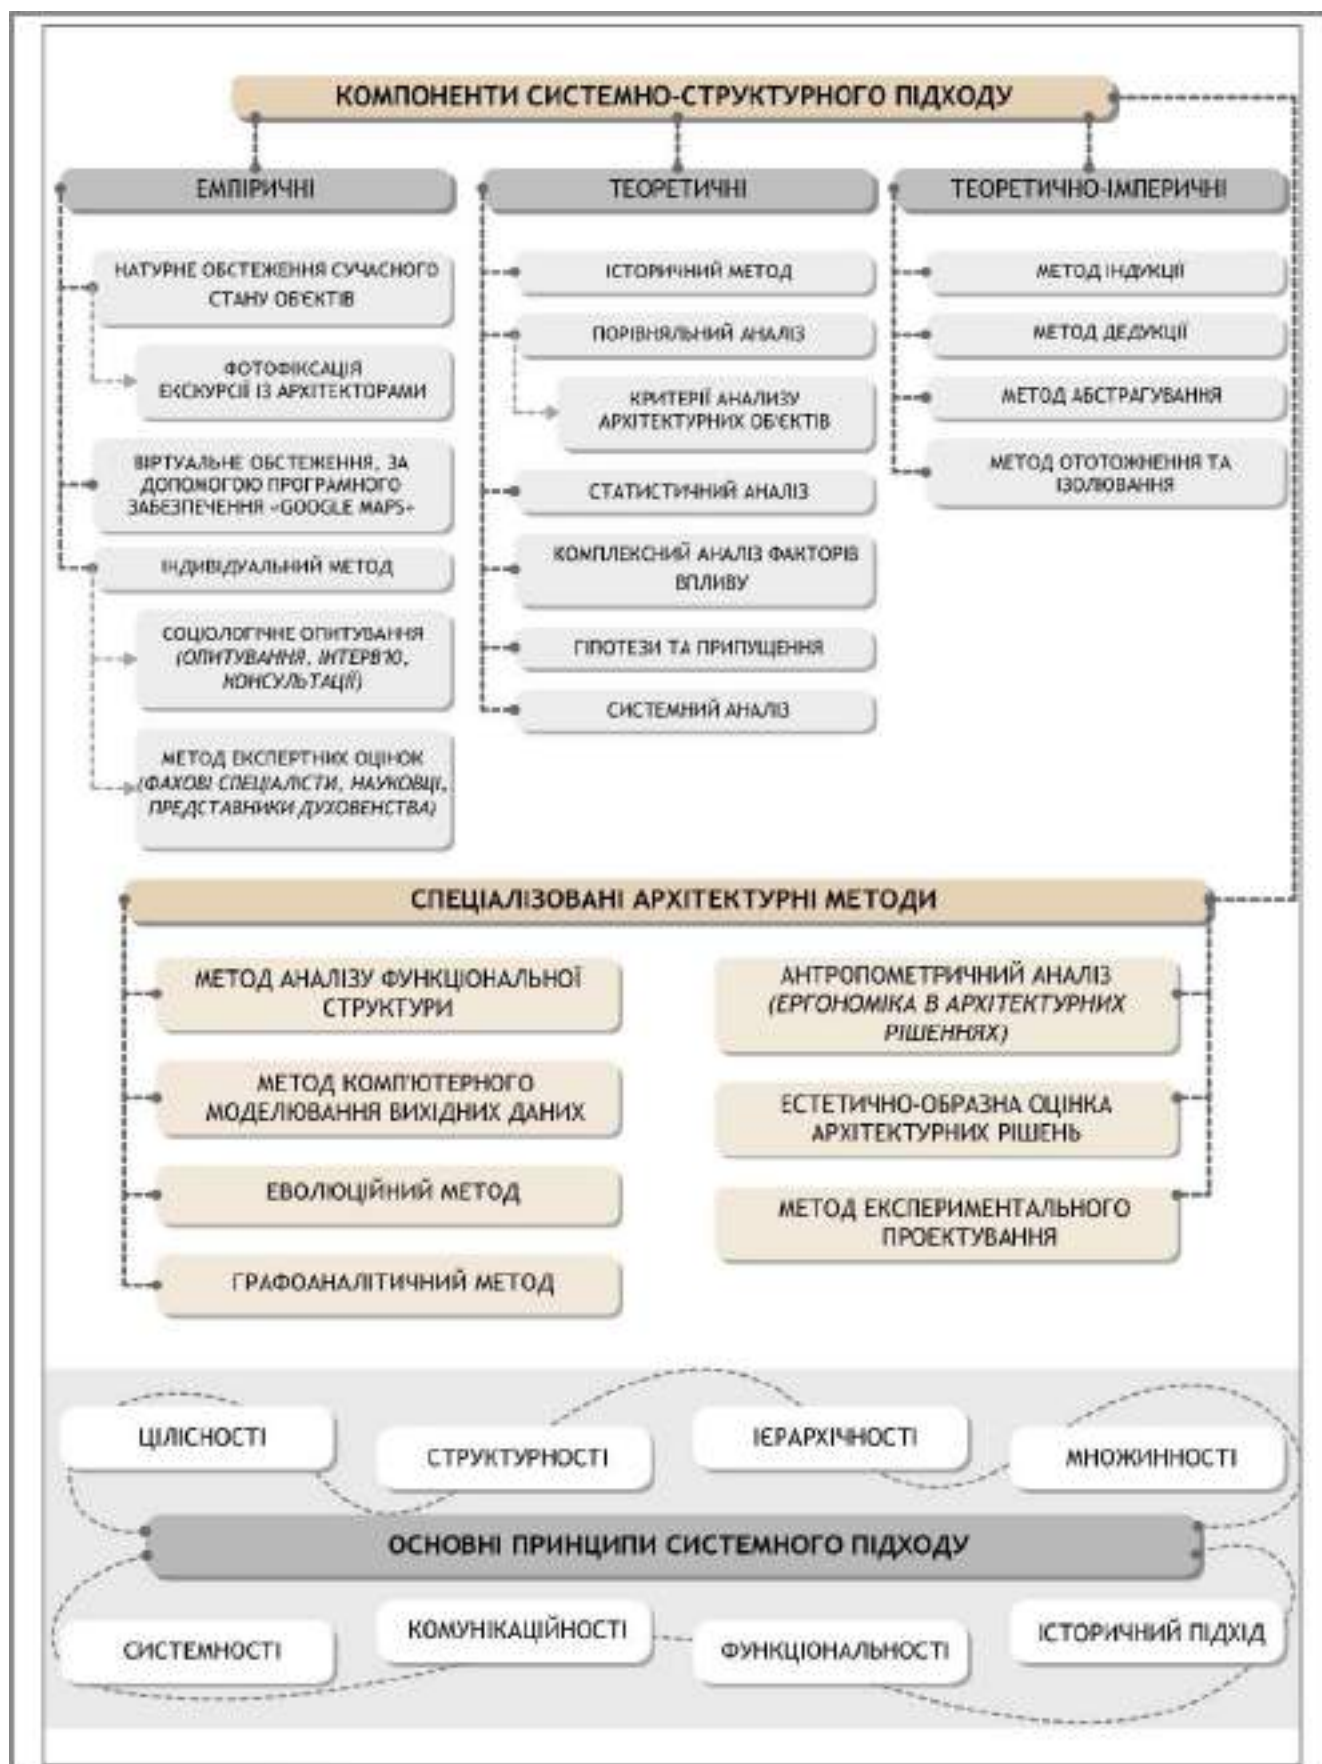 КОМПОНЕНТИ СИСТЕМНО-СТРУКТУРНОГО ПІДХОДУ
ЕМПІРИЧНІ
НАТУРНЕ ОБСТЕЖЕННЯ СУЧАСНОГО
СТАНУ ОБ'ЄКТІВ
ФОТОФІКСАЦІЯ
ЕКСКУРСІЇ ІЗ АРХІТЕКТОРАМИ
ВІРТУАЛЬНЕ ОБСТЕЖЕННЯ, ЗА
ДОПОМОГОЮ ПРОГРАМНОГО
ЗАБЕЗПЕЧЕННЯ «GOOGLE MAPS»
ІНДИВІДУАЛЬНИЙ МЕТОД
СОЦІОЛОГІЧНЕ ОПИТУВАННЯ
(ОПИТУВАННЯ, ІНТЕРВ'Ю,
КОНСУЛЬТАЦІЇ)
МЕТОД ЕКСПЕРТНИХ ОЦІНОК
(ФАХОВІ СПЕЦІАЛІСТИ, НАУКОВЦІ,
ПРЕДСТАВНИКИ ДУХОВЕНСТВА)
ТЕОРЕТИЧНІ
ІСТОРИЧНИЙ МЕТОД
ПОРІВНЯЛЬНИЙ АНАЛІЗ
КРИТЕРІЇ АНАЛИЗУ
АРХІТЕКТУРНИХ ОБ'ЄКТІВ
СТАТИСТИЧНИЙ АНАЛІЗ
КОМПЛЕКСНИЙ АНАЛІЗ ФАКТОРІВ
ВПЛИВУ
ГІПОТЕЗИ ТА ПРИПУЩЕННЯ
СИСТЕМНИЙ АНАЛІЗ
ТЕОРЕТИЧНО-ІМПЕРИЧНІ
МЕТОД ІНДУКЦІЇ
МЕТОД ДЕДУКЦІЇ
МЕТОД АБСТРАГУВАННЯ
МЕТОД ОТОТОЖНЕННЯ ТА
ІЗОЛЮВАННЯ
СПЕЦІАЛІЗОВАНІ АРХІТЕКТУРНІ МЕТОДИ
МЕТОД АНАЛІЗУ ФУНКЦІОНАЛЬНОЇ
СТРУКТУРИ
МЕТОД КОМП'ЮТЕРНОГО
МОДЕЛЮВАННЯ ВИХІДНИХ ДАНИХ
ЕВОЛЮЦІЙНИЙ МЕТОД
ГРАФОАНАЛІТИЧНИЙ МЕТОД
АНТРОПОМЕТРИЧНИЙ АНАЛІЗ
(ЕРГОНОМІКА В АРХІТЕКТУРНИХ
РІШЕННЯХ)
ЕСТЕТИЧНО-ОБРАЗНА ОЦІНКА
АРХІТЕКТУРНИХ РІШЕНЬ
МЕТОД ЕКСПЕРИМЕНТАЛЬНОГО
ПРОЕКТУВАННЯ
ЦІЛІСНОСТІ
СТРУКТУРНОСТІ
ІЄРАРХІЧНОСТІ
МНОЖИННОСТІ
ОСНОВНІ ПРИНЦИПИ СИСТЕМНОГО ПІДХОДУ
СИСТЕМНОСТІ
КОМУНІКАЦІЙНОСТІ
ФУНКЦІОНАЛЬНОСТІ
ІСТОРИЧНИЙ ПІДХІД